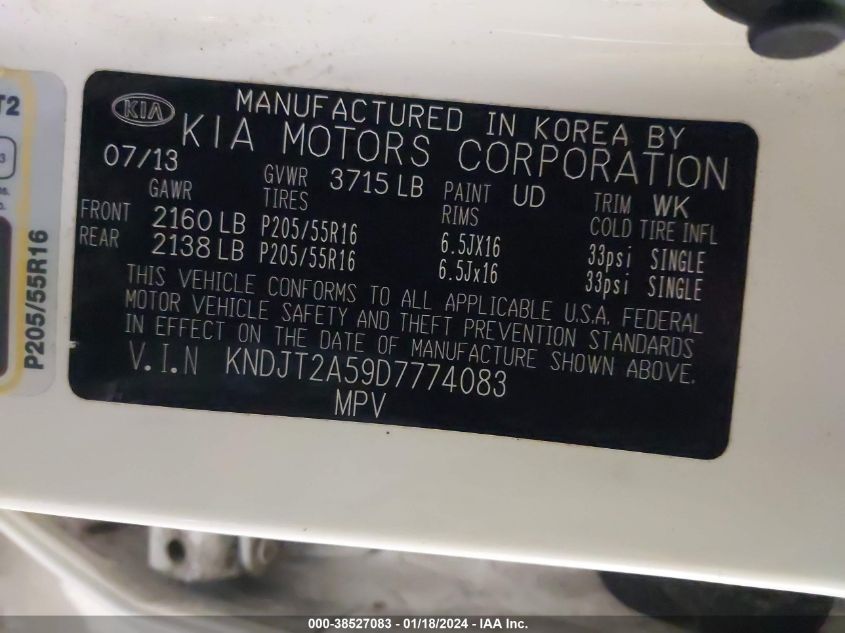 KIA MANUFACTURED IN KOREA BY
KIA MOTORS CORPORATION
07/13 GVWR 3715 LB PAINT UD TRIM WK
GAWR TIRES RIMS COLD TIRE INFL
FRONT 2160 LB P205/55R16 6.5JX16 33psi SINGLE
REAR 2138 LB P205/55R16 6.5Jx16 33psi SINGLE
THIS VEHICLE CONFORMS TO ALL APPLICABLE U.S.A. FEDERAL
MOTOR VEHICLE SAFETY AND THEFT PREVENTION STANDARDS
IN EFFECT ON THE DATE OF MANUFACTURE SHOWN ABOVE.
V.I.N KNDJT2A59D7774083
MPV
P205/55R16
000-38527083 - 01/18/2024 - IAA Inc.